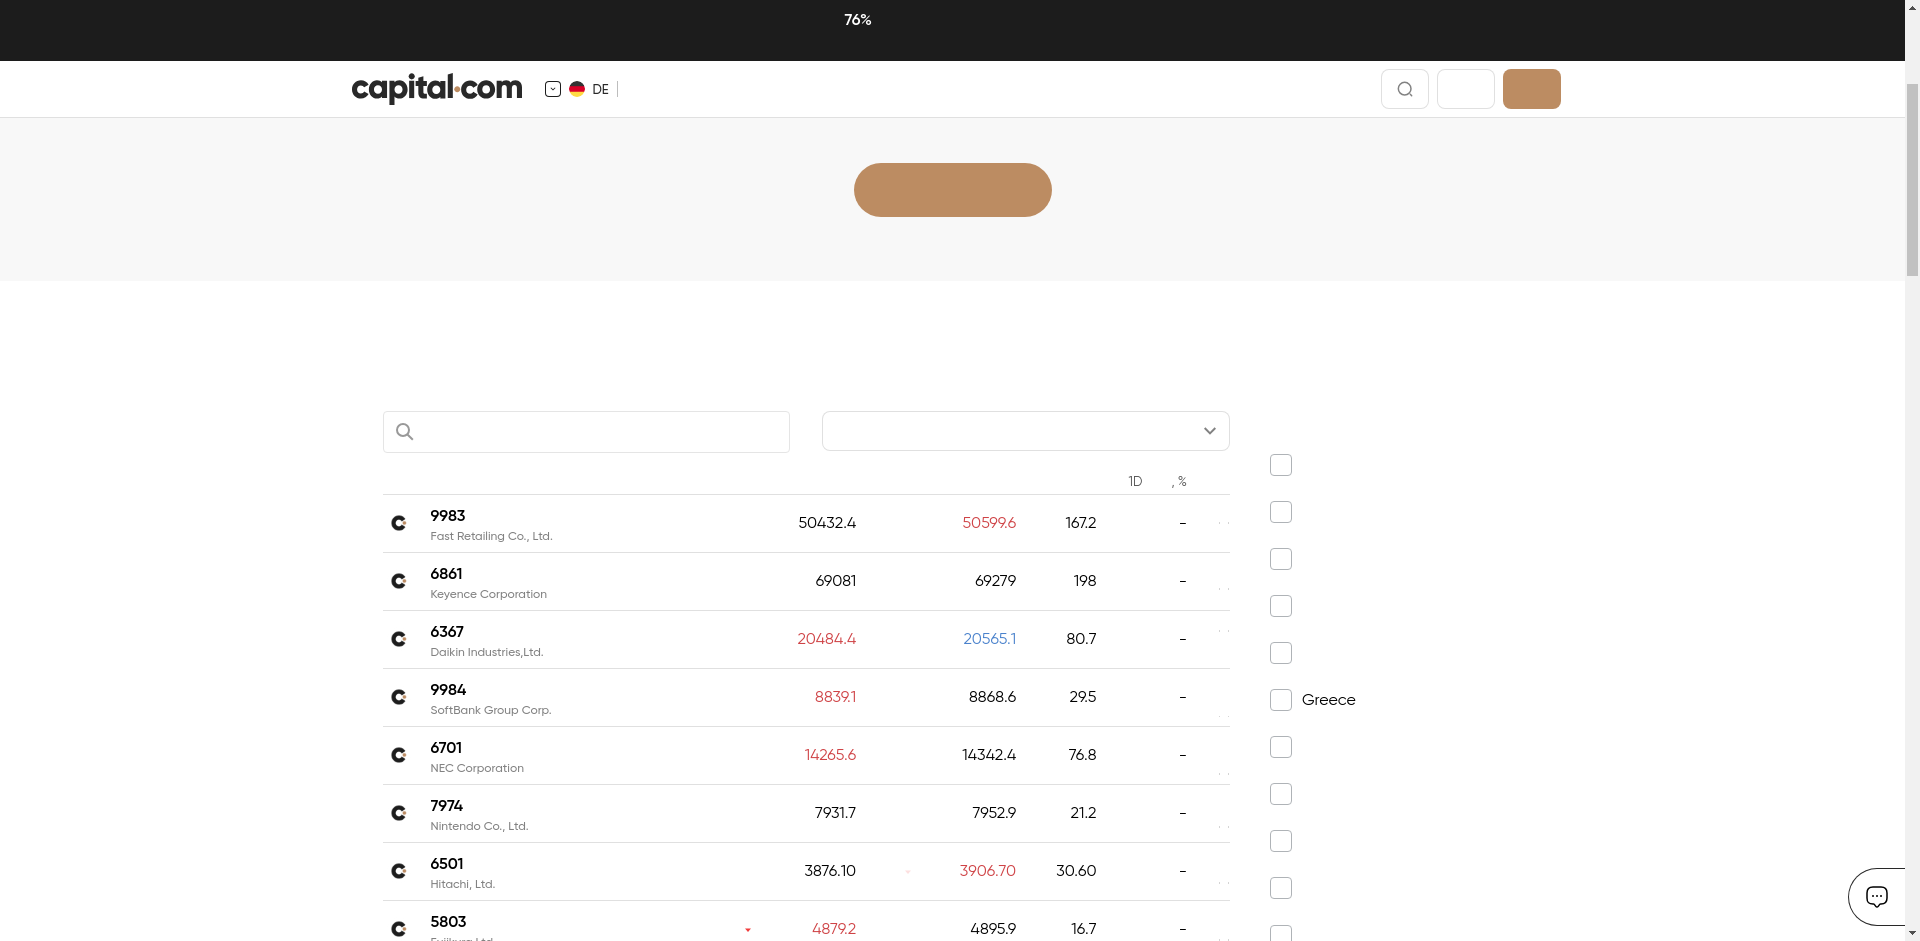 76%
capital.com
DE
1D , %
9983 50432.4 50599.6 167.2 -
Fast Retailing Co., Ltd.
6861 69081 69279 198 -
Keyence Corporation
6367 20484.4 20565.1 80.7 -
Daikin Industries,Ltd.
9984 8839.1 8868.6 29.5 -
SoftBank Group Corp.
Greece
6701 14265.6 14342.4 76.8 -
NEC Corporation
7974 7931.7 7952.9 21.2 -
Nintendo Co., Ltd.
6501 3876.10 3906.70 30.60 -
Hitachi, Ltd.
5803 4879.2 4895.9 16.7 -